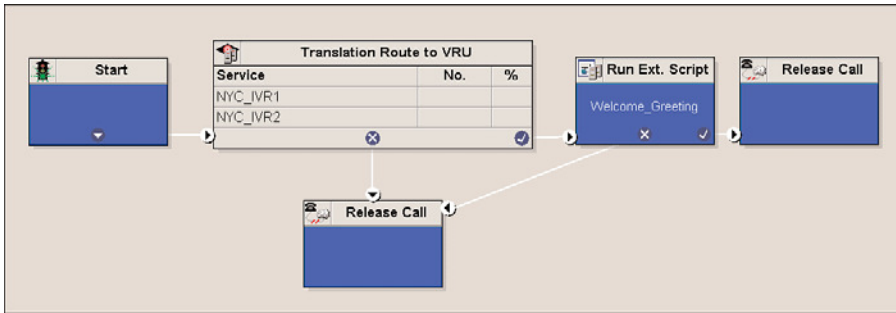 Start
Translation Route to VRU
Service No. %
NYC_IVR1
NYC_IVR2
Run Ext. Script
Welcome_Greeting
Release Call
Release Call